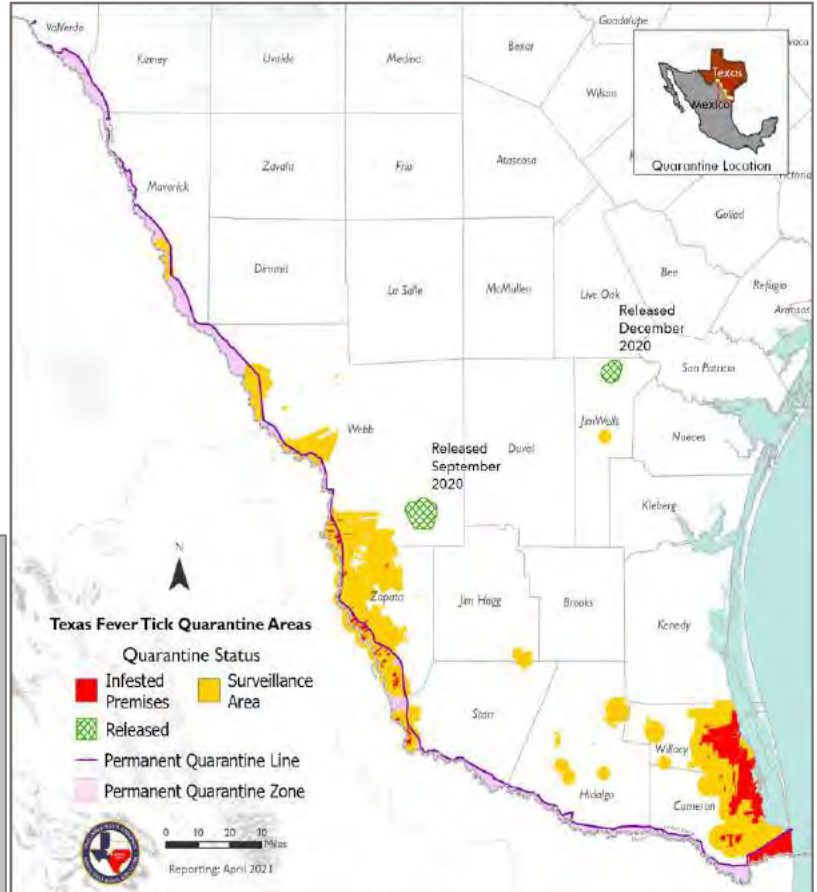 ValVerde
Kinney
Uvalde
Medina
Bexar
Guadalupe
Wilson
Texas
Mexico
Quarantine Location
Maverick
Zavala
Frio
Atascosa
Goliad
Dimmit
La Salle
McMullen
Live Oak
Bee
Refugio
Aransas
Released
December
2020
San Patricio
Webb
Duval
JimWells
Nueces
Released
September
2020
Kleberg
N
Zapata
Jim Hogg
Brooks
Kenedy
Texas Fever Tick Quarantine Areas
Quarantine Status
Infested
Premises
Surveillance
Area
Released
Permanent Quarantine Line
Permanent Quarantine Zone
Starr
Hidalgo
Willacy
Cameron
0 10 20 30
Miles
Reporting: April 2021